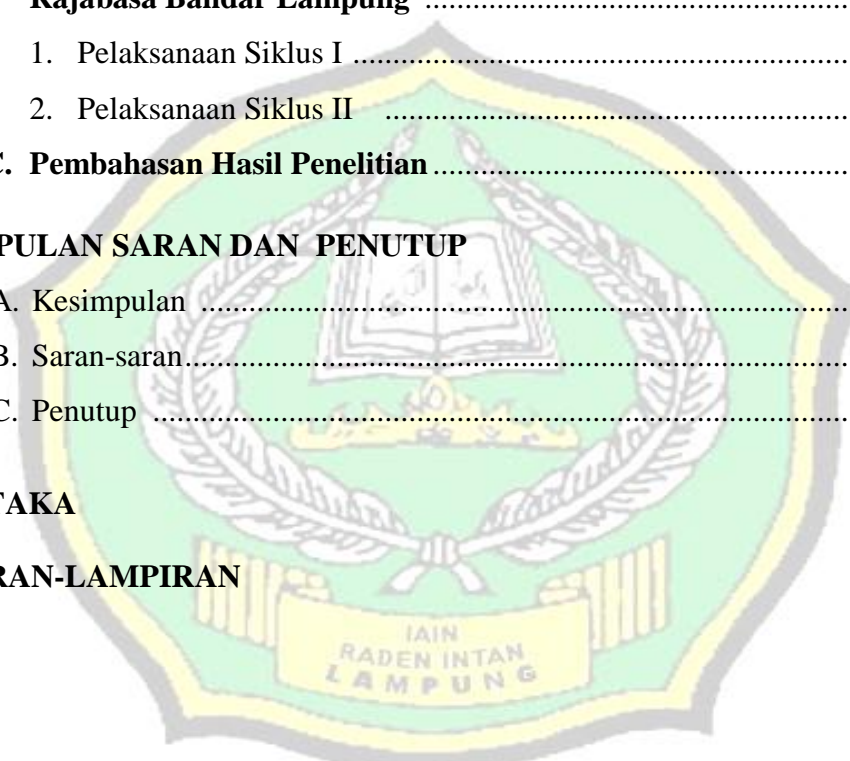 Rajabasa Bandar Lampung ................................................
1. Pelaksanaan Siklus I ................................................
2. Pelaksanaan Siklus II ................................................
C. Pembahasan Hasil Penelitian ................................................
PULAN SARAN DAN PENUTUP
A. Kesimpulan ................................................
B. Saran-saran ................................................
C. Penutup ................................................
TAKA
RAN-LAMPIRAN
IAIN
RADEN INTAN
LAMPUNG